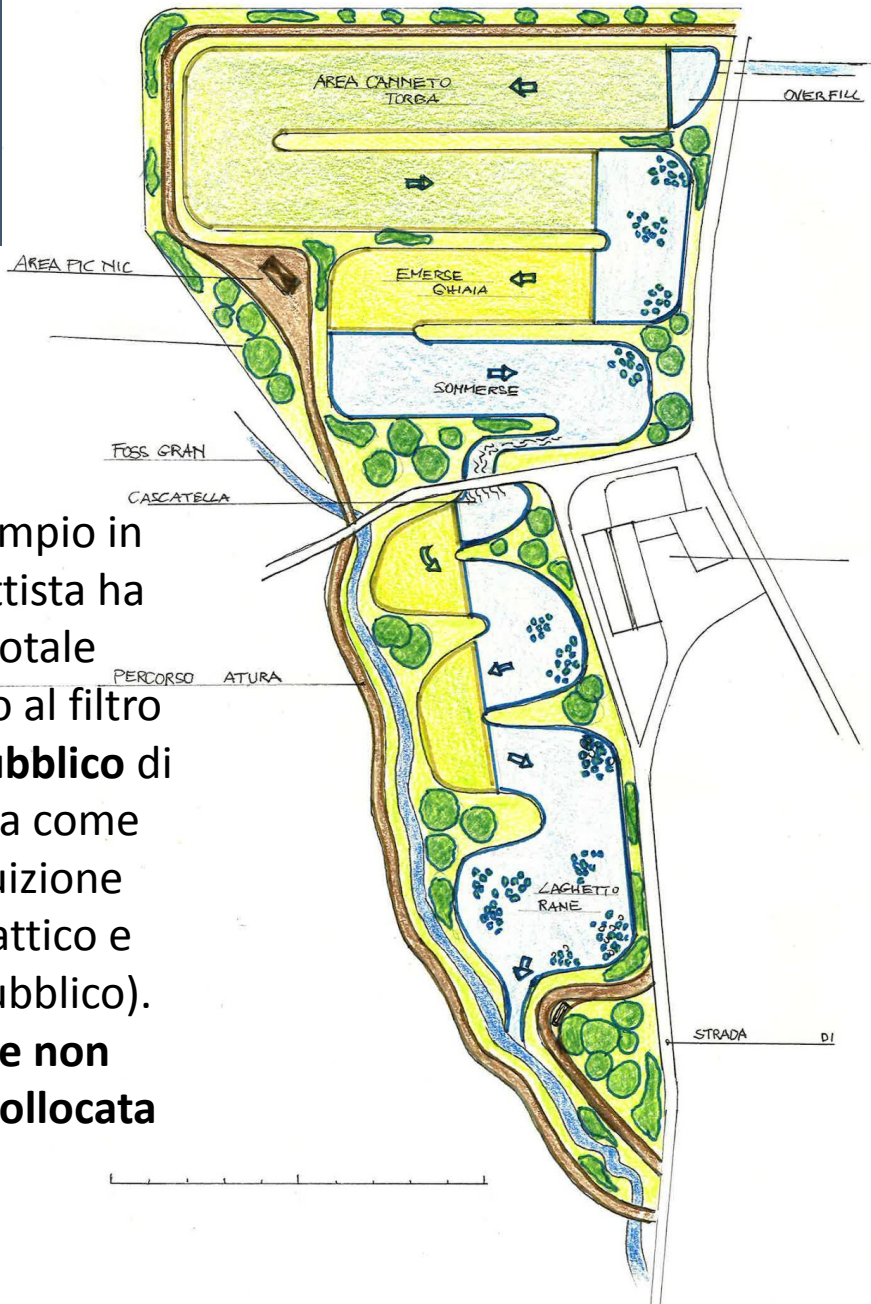 AREA CANNETO
TORBA
OVERFILL
AREA PIC NIC
EMERSE
GHIAIA
SOMMERSE
FOSS GRAN
CASCATELLA
mpio in
ttista ha
otale
PERCORSO ATURA
o al filtro
ubblico di
a come
uizione
attico e
ubblico).
e non
ollocata
LAGHETTO
RANE
STRADA DI